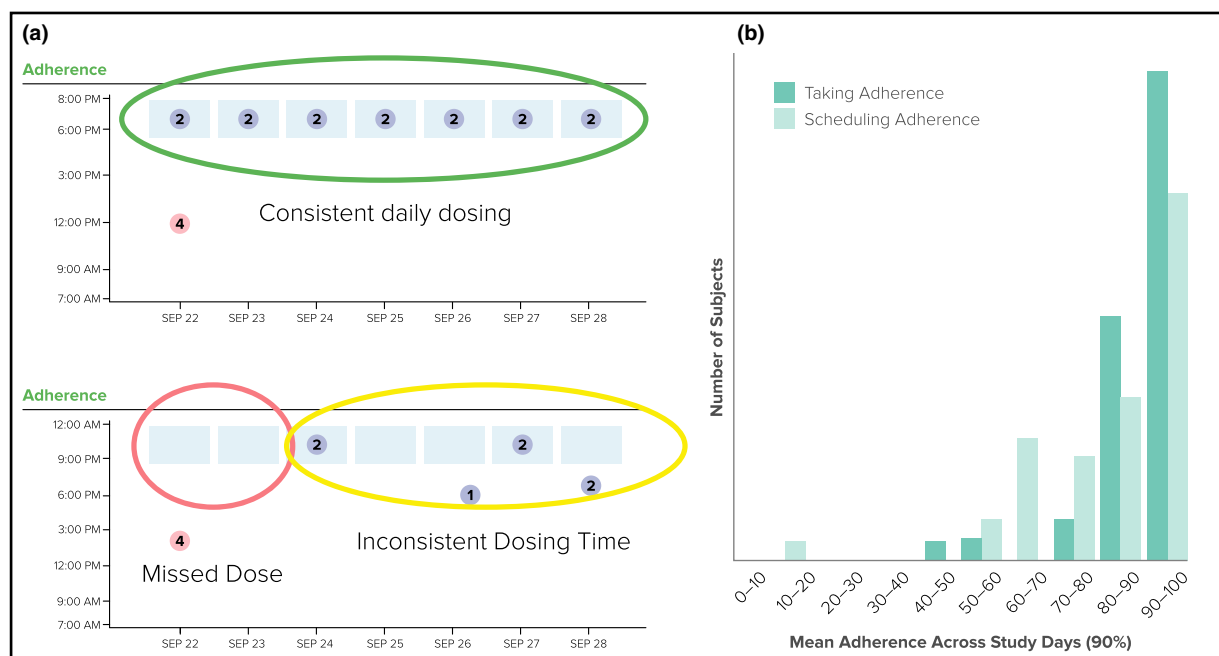 (a)
Adherence
8:00 PM
2 2 2 2 2 2 2
6:00 PM
3:00 PM
Consistent daily dosing
12:00 PM
4
9:00 AM
7:00 AM
SEP 22 SEP 23 SEP 24 SEP 25 SEP 26 SEP 27 SEP 28
Adherence
12:00 AM
2 2
9:00 PM
2
6:00 PM
1
3:00 PM
4
Inconsistent Dosing Time
12:00 PM
Missed Dose
9:00 AM
7:00 AM
SEP 22 SEP 23 SEP 24 SEP 25 SEP 26 SEP 27 SEP 28
(b)
Taking Adherence
Scheduling Adherence
Number of Subjects
0–10 10–20 20–30 30–40 40–50 50–60 60–70 70–80 80–90 90–100
Mean Adherence Across Study Days (90%)